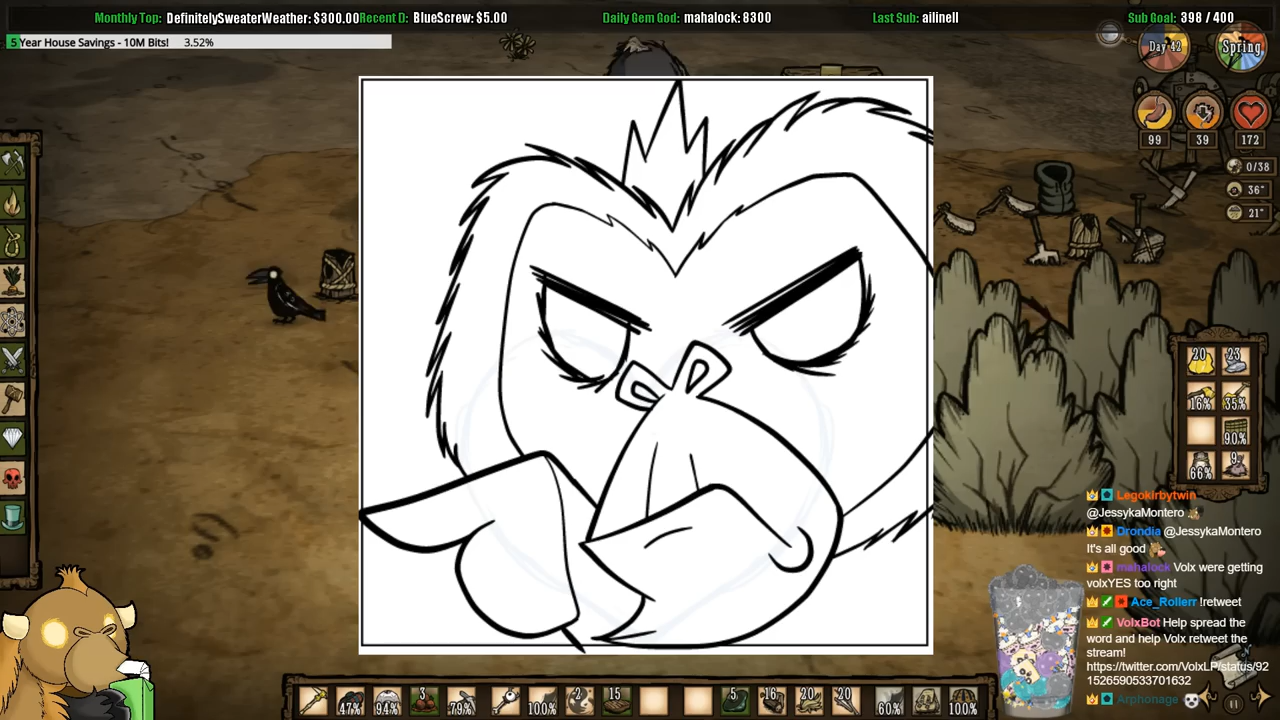 Monthly Top: DefinitelySweaterWeather: $300.00 Recent D: BlueScrew: $5.00 Daily Gem God: mahalock: 8300 Last Sub: ailinell Sub Goal: 398 / 400
5 Year House Savings - 10M Bits! 3.52%
Day 42
Spring
99 39 172
0/38
36°
21°
20 23
16% 35%
90%
66% 9
Legokirbytwin
@JessykaMontero
Drondia @JessykaMontero
It's all good
mahalock Volx were getting
volxYES too right
Ace_Rollerr !retweet
VolxBot Help spread the
word and help Volx retweet the
stream!
https://twitter.com/VolxLP/status/92
1526590533701632
Arphonage
47% 94% 3 79% 100% 2 15 5 16 20 20 60% 100%